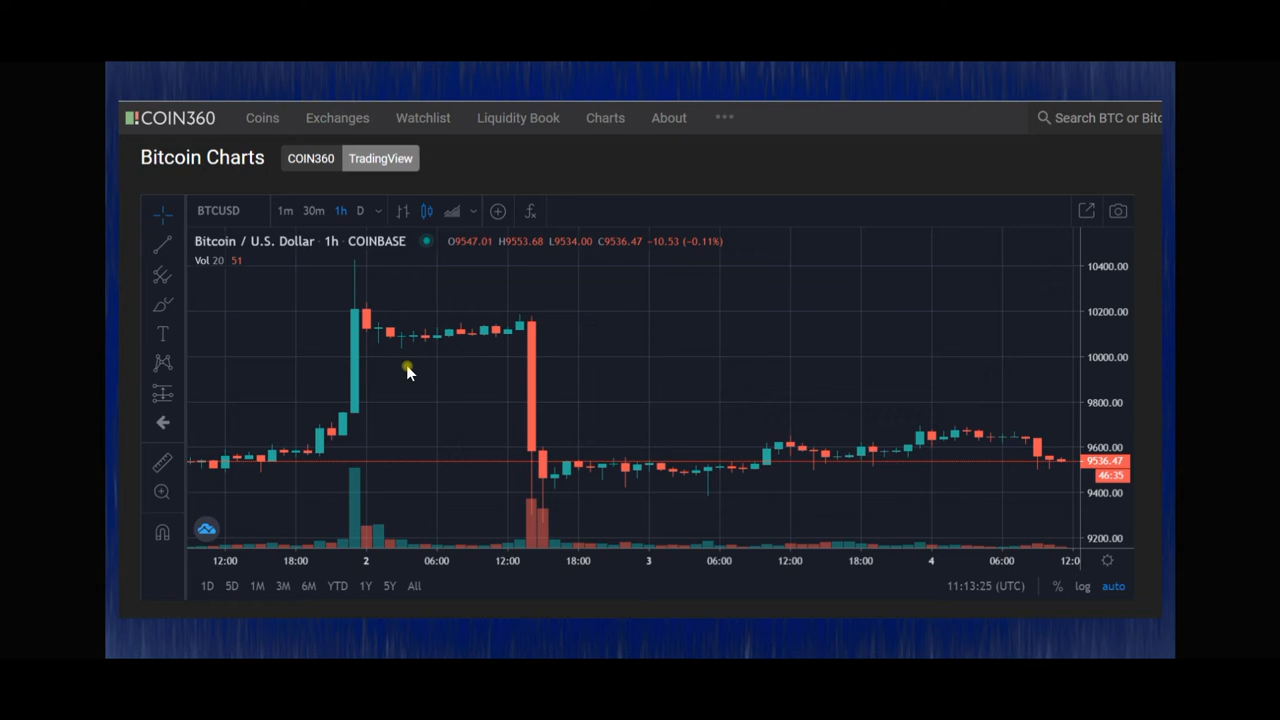 COIN360 Coins Exchanges Watchlist Liquidity Book Charts About ••• Search BTC or Bitc
Bitcoin Charts COIN360 TradingView
BTCUSD 1m 30m 1h D
Bitcoin / U.S. Dollar · 1h · COINBASE O9547.01 H9553.68 L9534.00 C9536.47 −10.53 (−0.11%)
Vol 20 51
10400.00
10200.00
10000.00
9800.00
9600.00
9536.47
46:35
9400.00
9200.00
12:00 18:00 2 06:00 12:00 18:00 3 06:00 12:00 18:00 4 06:00 12:0
1D 5D 1M 3M 6M YTD 1Y 5Y All 11:13:25 (UTC) % log auto